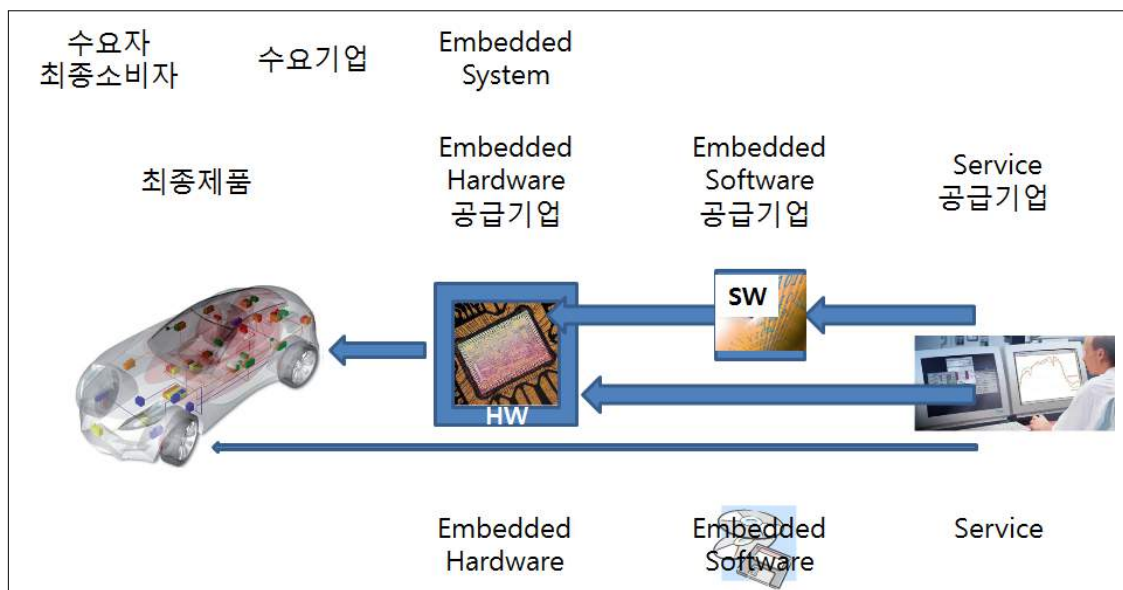 수요자
최종소비자
수요기업
Embedded
System
최종제품
Embedded
Hardware
공급기업
Embedded
Software
공급기업
Service
공급기업
SW
HW
Embedded
Hardware
Embedded
Software
Service